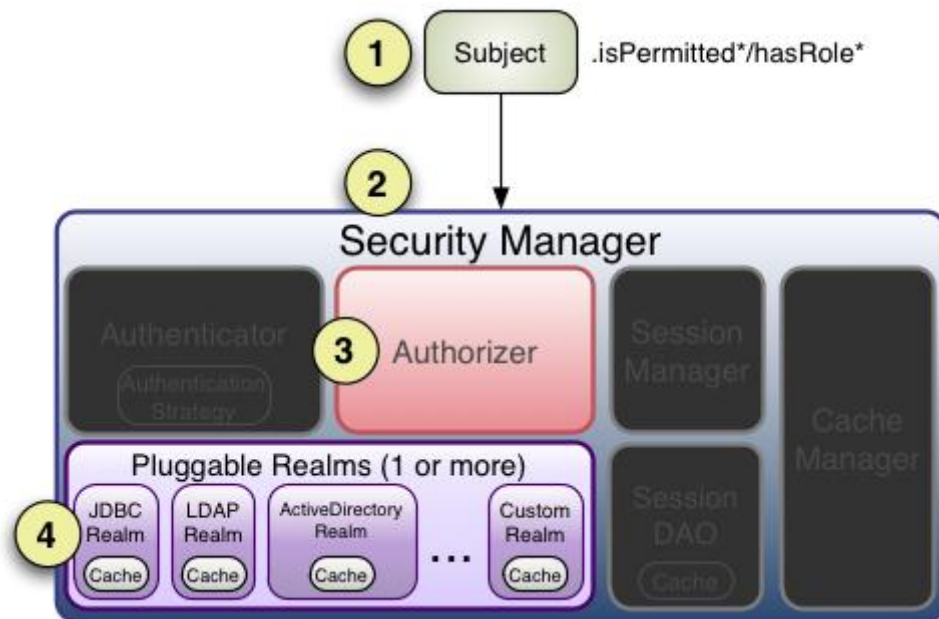 1
Subject
.isPermitted*/hasRole*
2
Security Manager
Authenticator
Authentication
Strategy
3
Authorizer
Session
Manager
Cache
Manager
Pluggable Realms (1 or more)
4
JDBC
Realm
Cache
LDAP
Realm
Cache
ActiveDirectory
Realm
Cache
...
Custom
Realm
Cache
Session
DAO
Cache